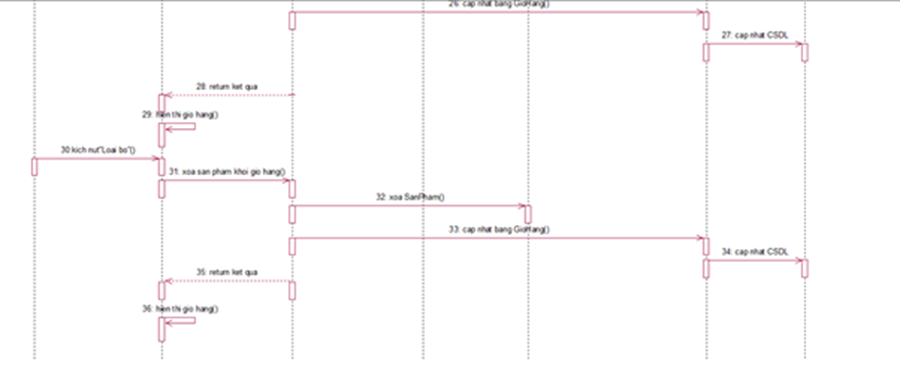 26: cap nhat bang GioHang()
27: cap nhat CSDL
28: return ket qua
29: hien thi gio hang()
30:kich nut"Loai bo"()
31: xoa san pham khoi gio hang()
32: xoa SanPham()
33: cap nhat bang GioHang()
34: cap nhat CSDL
35: return ket qua
36: hien thi gio hang()